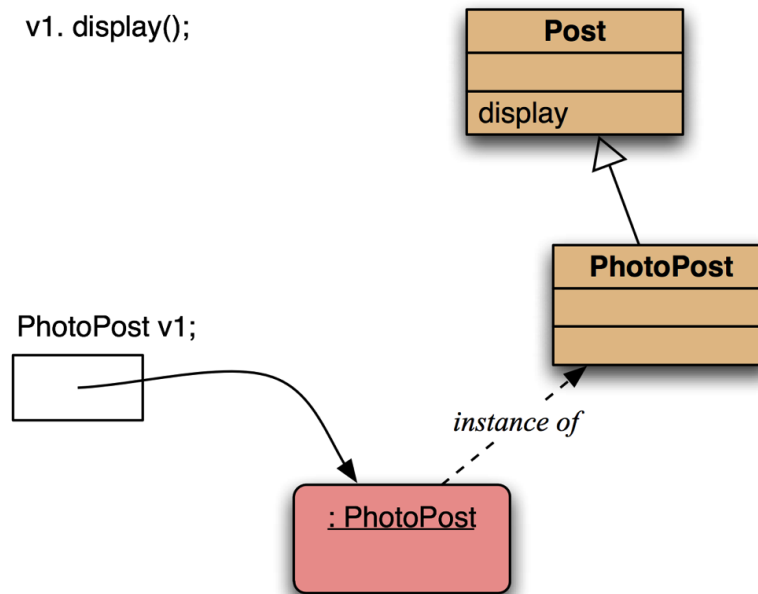 v1. display();
Post
display
PhotoPost
PhotoPost v1;
instance of
: PhotoPost